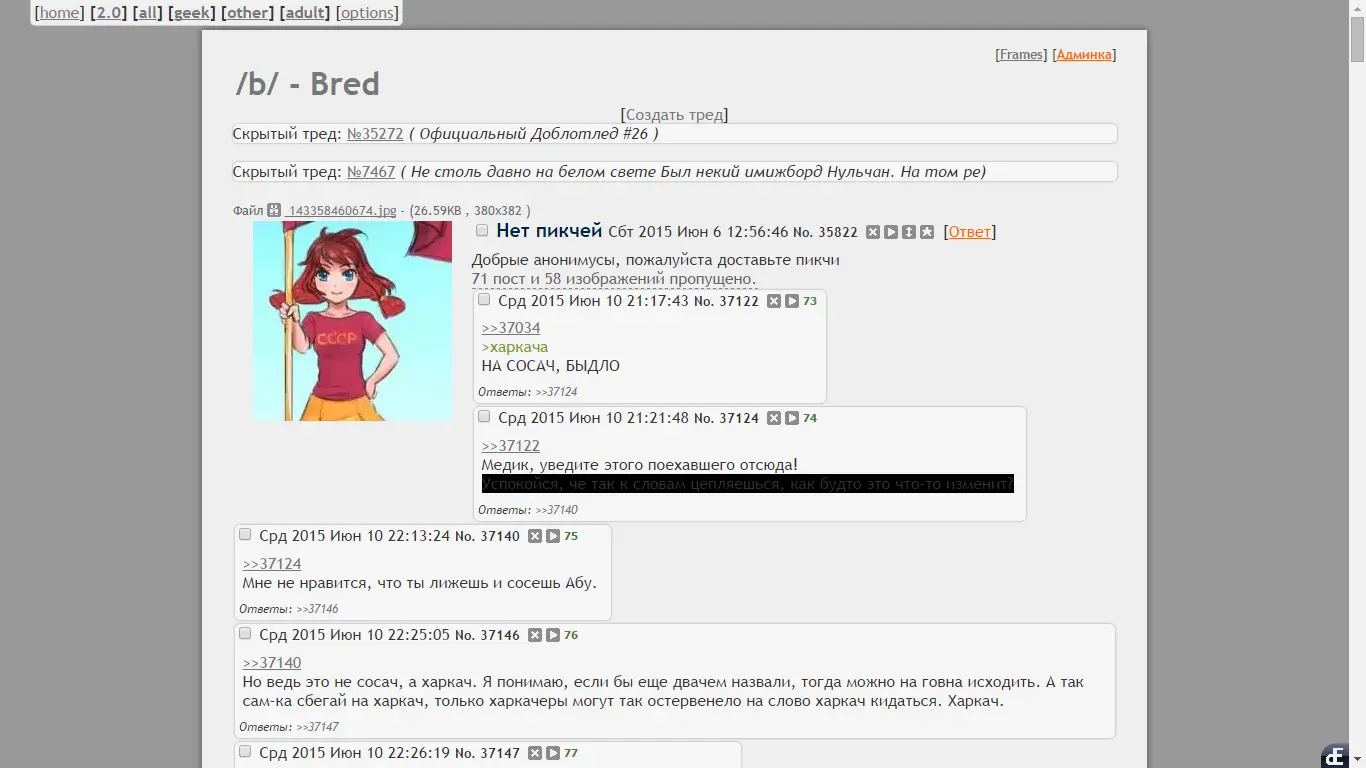 [home] [2.0] [all] [geek] [other] [adult] [options]
[Frames] [Админка]
/b/ - Bred
[Создать тред]
Скрытый тред: №35272 ( Официальный Доблотлед #26 )
Скрытый тред: №7467 ( Не столь давно на белом свете Был некий имижборд Нульчан. На том ре)
Файл 143358460674.jpg - (26.59KB , 380x382 )
СССР
Нет пикчей Сбт 2015 Июн 6 12:56:46 No. 35822 [Ответ]
Добрые анонимусы, пожалуйста доставьте пикчи
71 пост и 58 изображений пропущено.
Срд 2015 Июн 10 21:17:43 No. 37122 73
>>37034
>харкача
НА СОСАЧ, БЫДЛО
Ответы: >>37124
Срд 2015 Июн 10 21:21:48 No. 37124 74
>>37122
Медик, уведите этого поехавшего отсюда!
Успокойся, че так к словам цепляешься, как будто это что-то изменит?
Ответы: >>37140
Срд 2015 Июн 10 22:13:24 No. 37140 75
>>37124
Мне не нравится, что ты лижешь и сосешь Абу.
Ответы: >>37146
Срд 2015 Июн 10 22:25:05 No. 37146 76
>>37140
Но ведь это не сосач, а харкач. Я понимаю, если бы еще двачем назвали, тогда можно на говна исходить. А так
сам-ка сбегай на харкач, только харкачеры могут так остервенело на слово харкач кидаться. Харкач.
Ответы: >>37147
Срд 2015 Июн 10 22:26:19 No. 37147 77